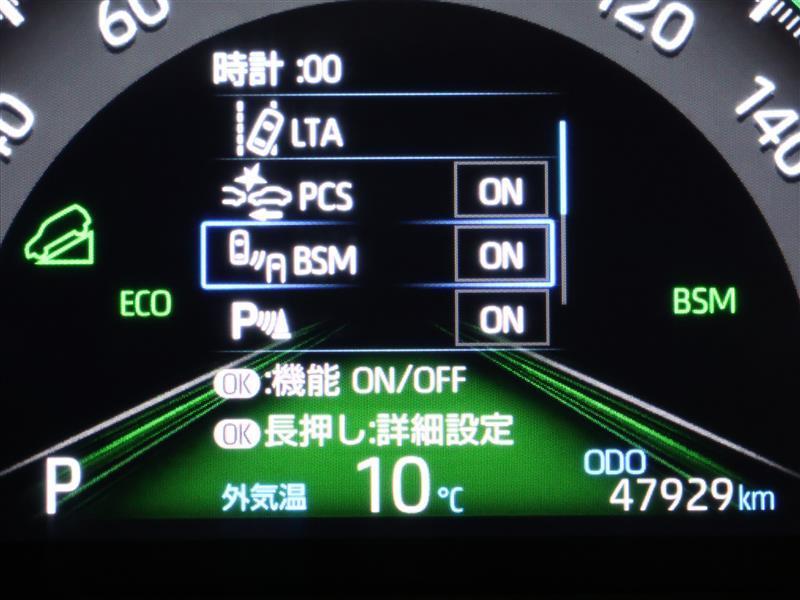 60
120
40
140
時計 :00
LTA
PCS ON
BSM ON
P ON
ECO
BSM
OK:機能 ON/OFF
OK長押し:詳細設定
P
外気温 10℃
ODO
47929km